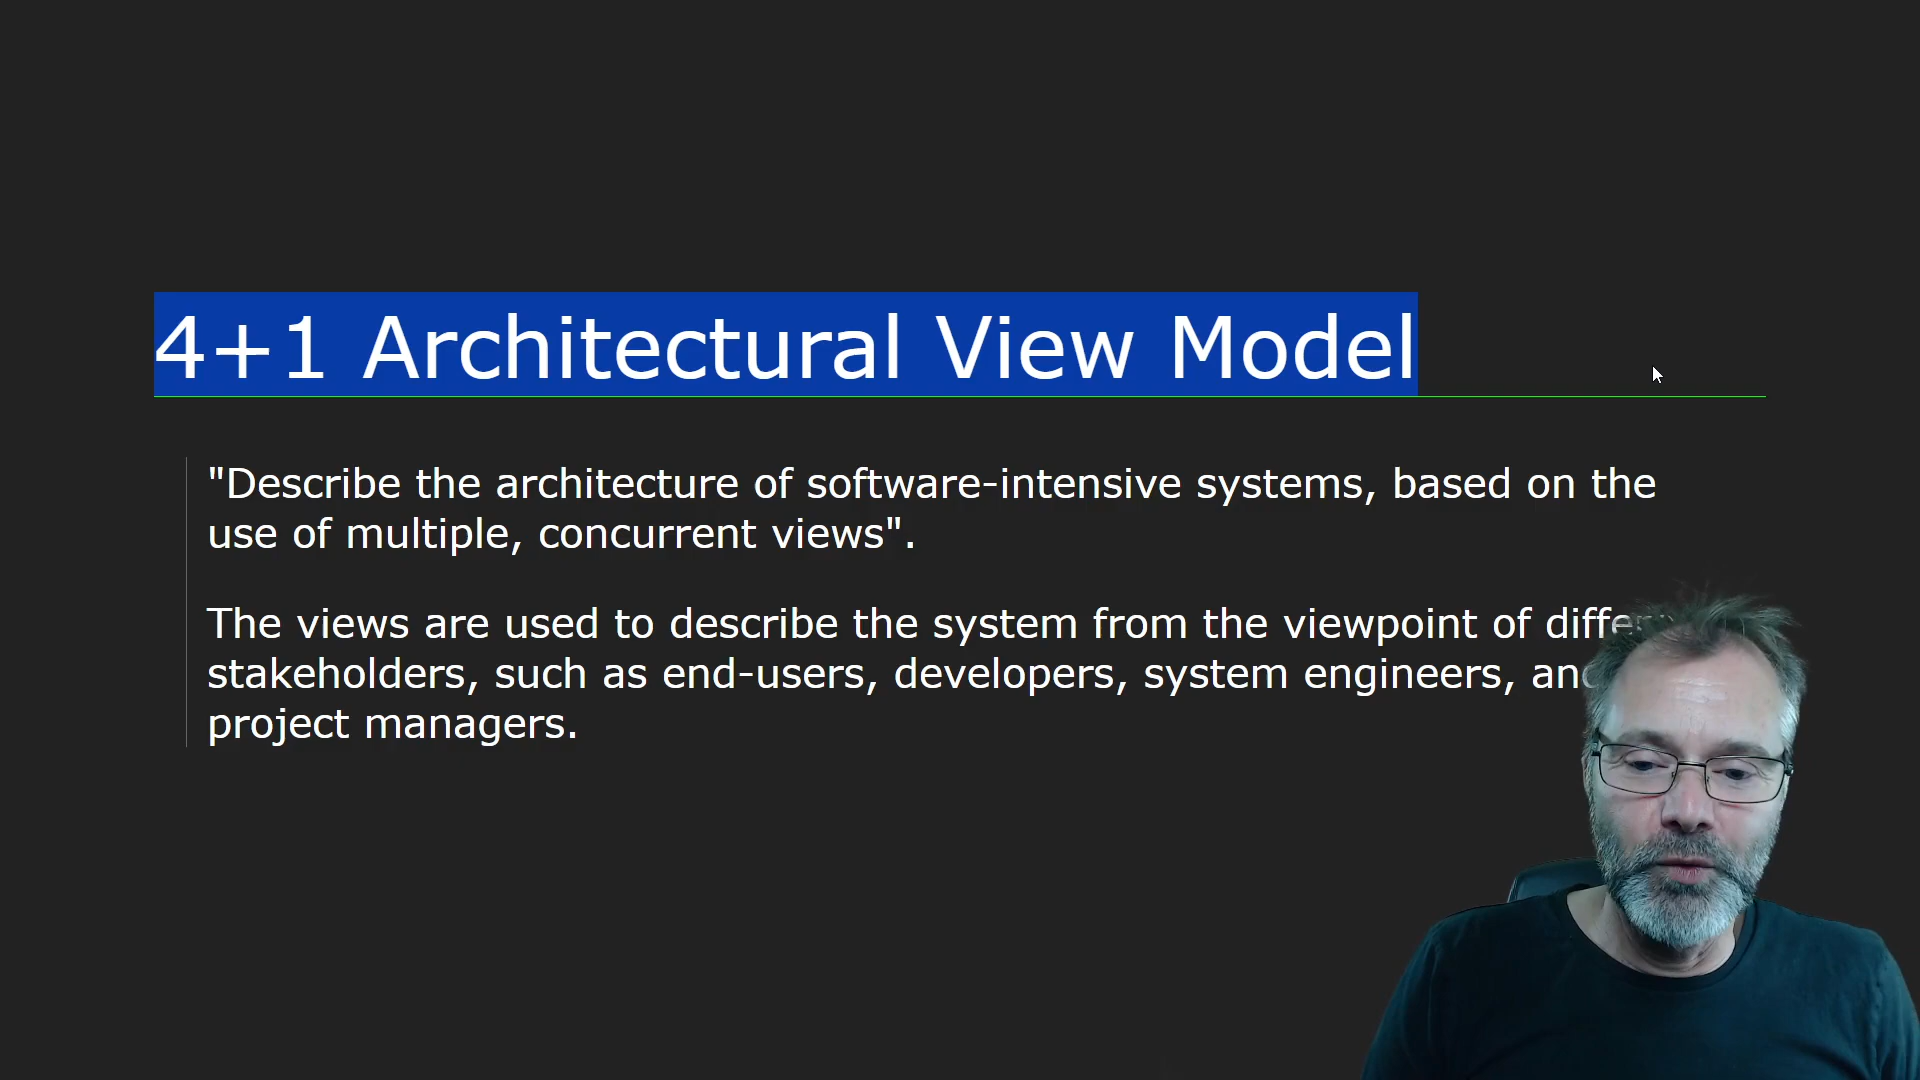 4+1 Architectural View Model
"Describe the architecture of software-intensive systems, based on the
use of multiple, concurrent views".
The views are used to describe the system from the viewpoint of
stakeholders, such as end-users, developers, system engineers, and
project managers.